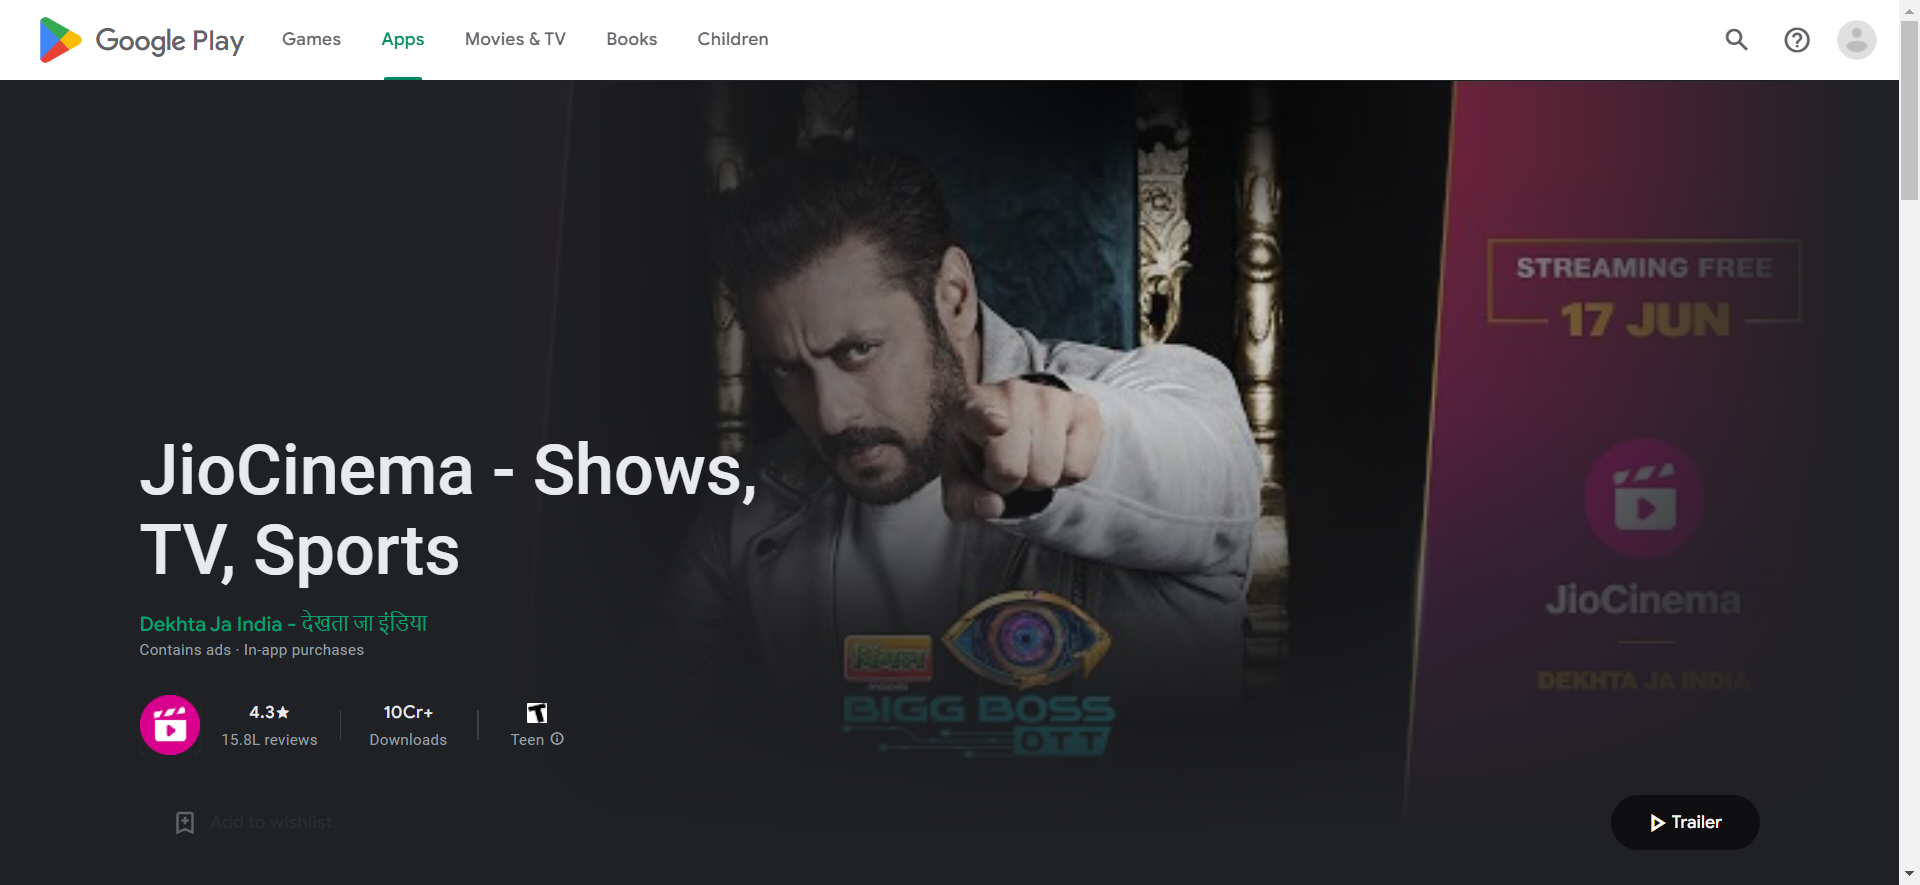 Google Play Games Apps Movies & TV Books Children
STREAMING FREE
17 JUN
JioCinema - Shows,
TV, Sports
JioCinema
Dekhta Ja India - देखता जा इंडिया
Contains ads · In-app purchases
DEKHTA JA INDIA
BIGG BOSS
OTT
4.3★ 10Cr+ T
15.8L reviews Downloads Teen
Add to wishlist Trailer